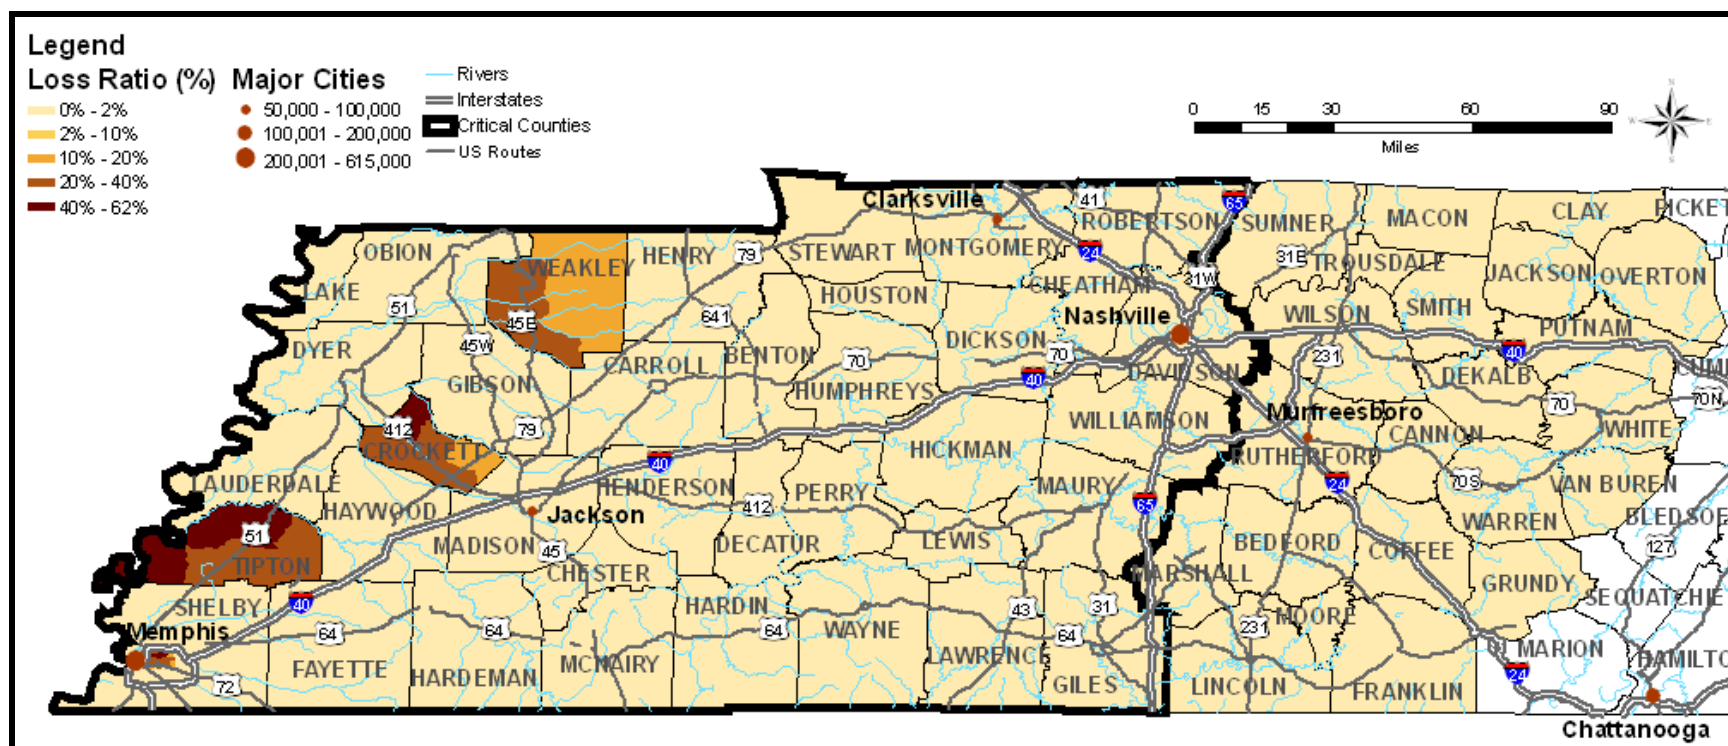 Legend
Loss Ratio (%)
0% - 2%
2% - 10%
10% - 20%
20% - 40%
40% - 62%
Major Cities
50,000 - 100,000
100,001 - 200,000
200,001 - 615,000
Rivers
Interstates
Critical Counties
US Routes
0 15 30 60 90
Miles
N
W E
S
Clarksville 41 65 SUMNER MACON CLAY PICKET
ROBERTSON
OBION WEAKLEY HENRY 79 STEWART MONTGOMERY 24 31B TROUSDALE JACKSON OVERTON
LAKE HOUSTON CHEATHAM 31W
51 45E 641 Nashville WILSON SMITH PUTNAM
DYER 45W CARROLL BENTON 70 DICKSON 70 231 40
GIBSON HUMPHREYS 40 DAVIDSON DEKALB 70N
412 79 WILLIAMSON Murfreesboro 70
CROCKETT 40 HICKMAN CANNON WHITE
LAUDERDALE HENDERSON PERRY MAURY RUTHERFORD 24 70S VAN BUREN
HAYWOOD Jackson 412 65 WARREN BLEDSOE
51 MADISON 45 DECATUR LEWIS BEDFORD COFFEE 127
TIPTON CHESTER MARSHALL GRUNDY
SHELBY 40 HARDIN 43 31 MOORE SEQUATCHIE
Memphis 64 64 64 WAYNE 64 231 MARION
FAYETTE HARDEMAN MCNAIRY LAWRENCE HAMILTO
72 GILES LINCOLN FRANKLIN 24
Chattanooga